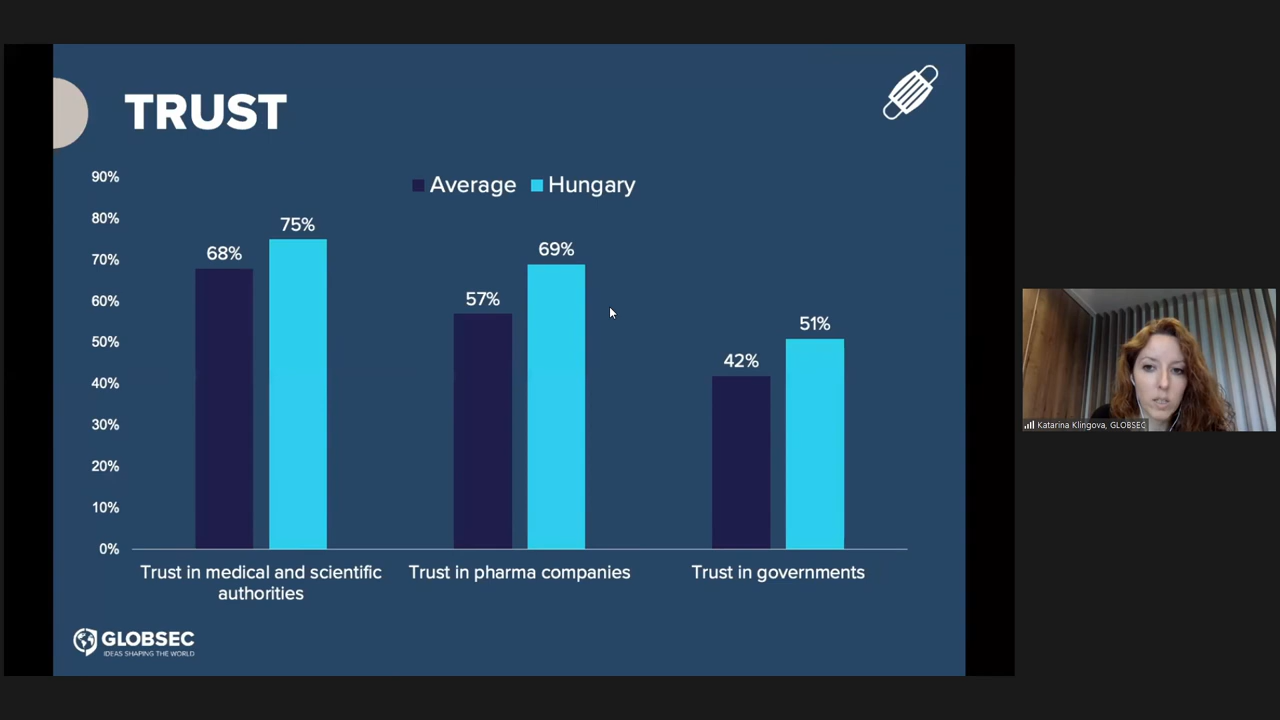 TRUST
90%
80%
70%
60%
50%
40%
30%
20%
10%
0%
Average
Hungary
68%
75%
57%
69%
42%
51%
Trust in medical and scientific
authorities
Trust in pharma companies
Trust in governments
GLOBSEC
IDEAS SHAPING THE WORLD
Katarina Klingova, GLOBSEC